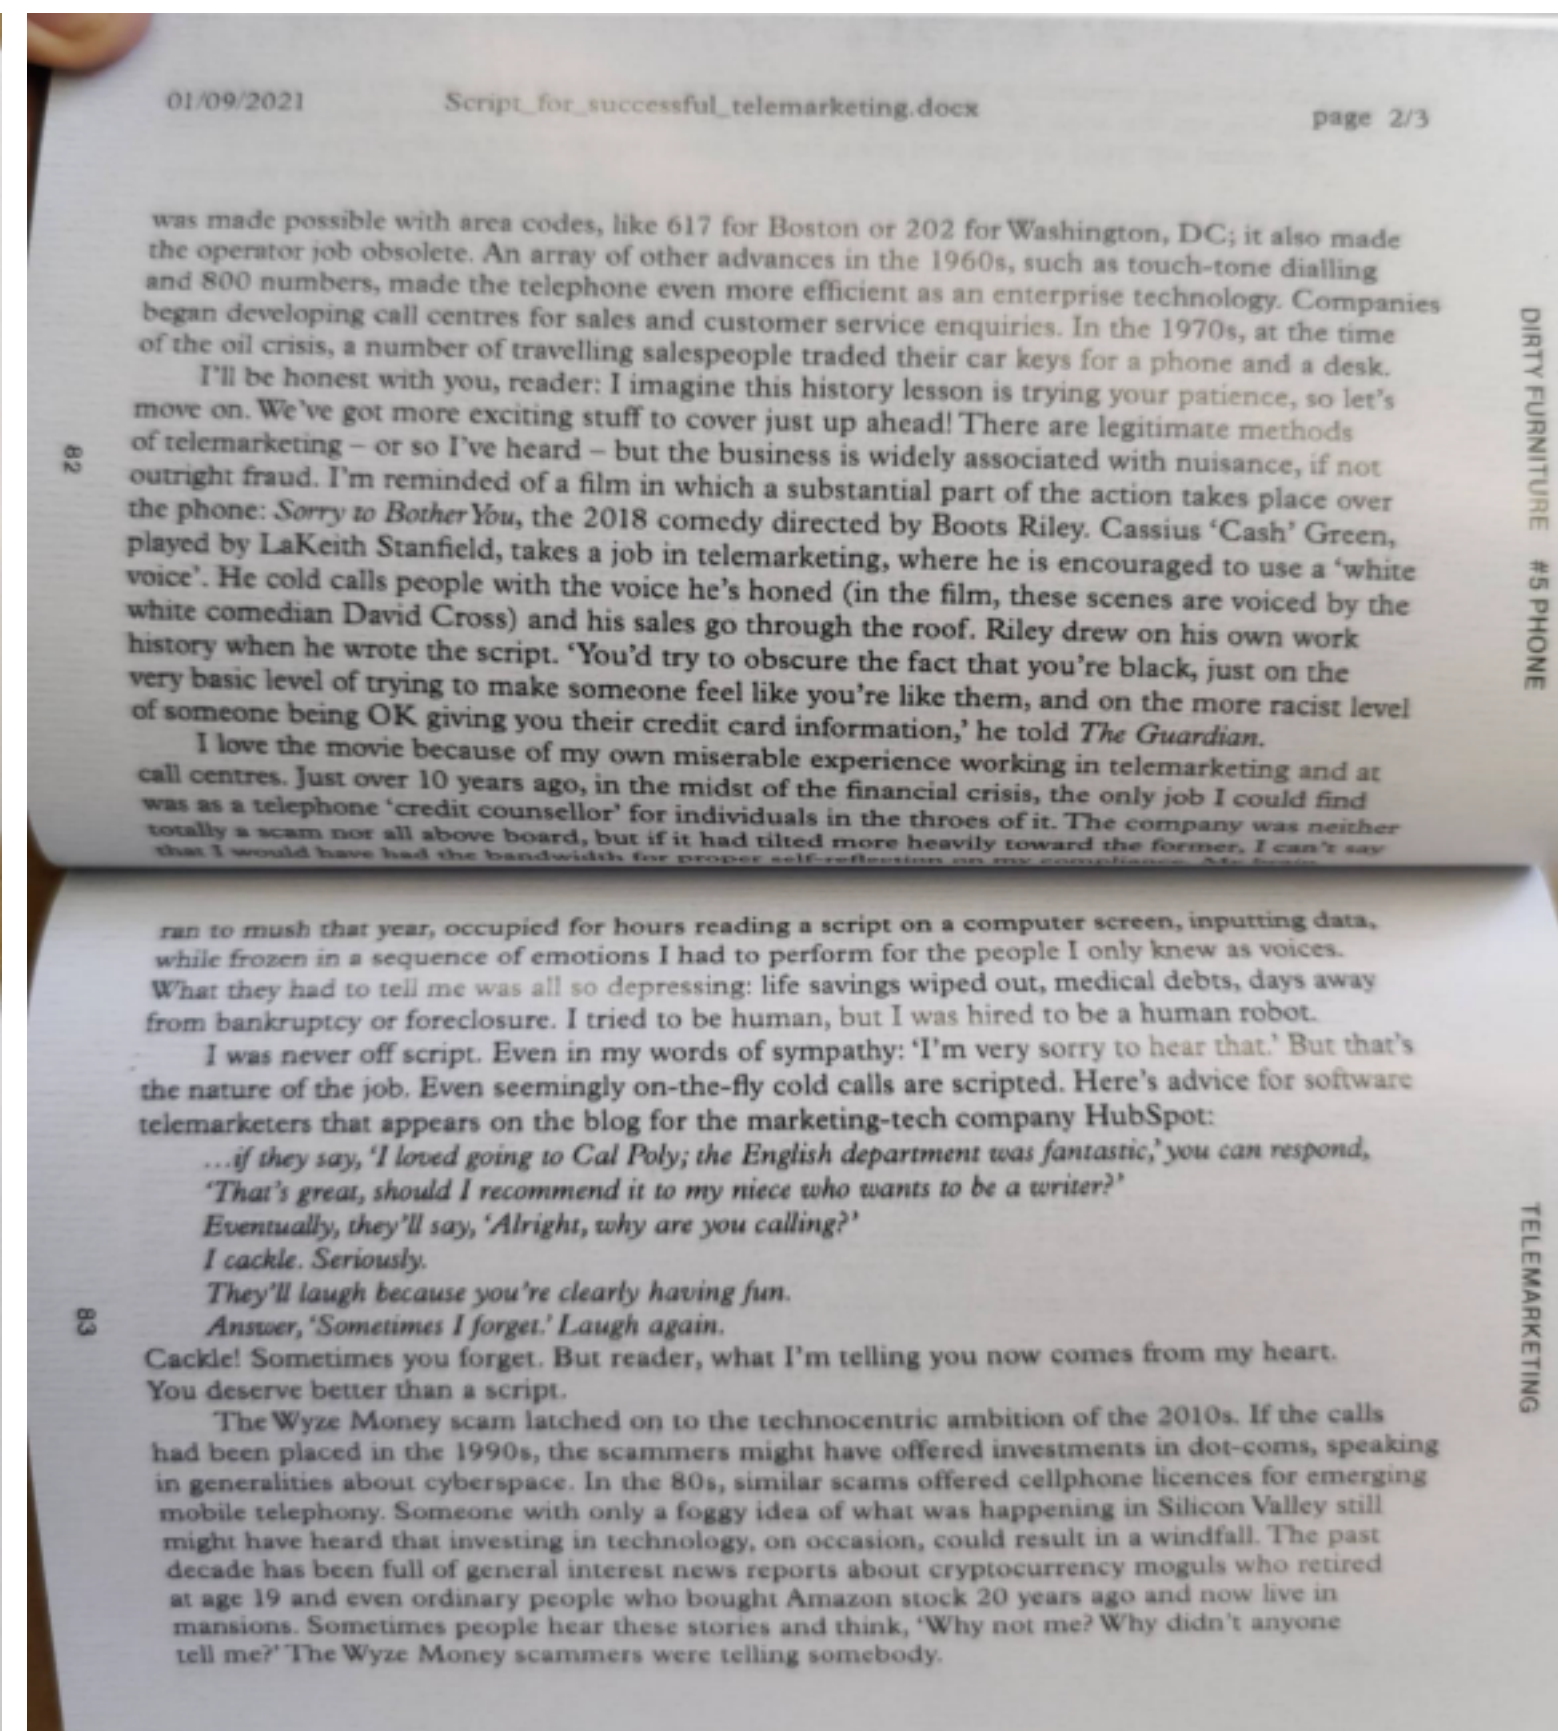 01/09/2021 Script_for_successful_telemarketing.docx page 2/3
was made possible with area codes, like 617 for Boston or 202 for Washington, DC; it also made
the operator job obsolete. An array of other advances in the 1960s, such as touch-tone dialling
and 800 numbers, made the telephone even more efficient as an enterprise technology. Companies
began developing call centres for sales and customer service enquiries. In the 1970s, at the time
of the oil crisis, a number of travelling salespeople traded their car keys for a phone and a desk.
I'll be honest with you, reader: I imagine this history lesson is trying your patience, so let's
move on. We've got more exciting stuff to cover just up ahead! There are legitimate methods
of telemarketing – or so I've heard – but the business is widely associated with nuisance, if not
outright fraud. I'm reminded of a film in which a substantial part of the action takes place over
the phone: Sorry to Bother You, the 2018 comedy directed by Boots Riley. Cassius 'Cash' Green,
played by LaKeith Stanfield, takes a job in telemarketing, where he is encouraged to use a 'white
voice'. He cold calls people with the voice he's honed (in the film, these scenes are voiced by the
white comedian David Cross) and his sales go through the roof. Riley drew on his own work
history when he wrote the script. 'You'd try to obscure the fact that you're black, just on the
very basic level of trying to make someone feel like you're like them, and on the more racist level
of someone being OK giving you their credit card information,' he told The Guardian.
I love the movie because of my own miserable experience working in telemarketing and at
call centres. Just over 10 years ago, in the midst of the financial crisis, the only job I could find
was as a telephone 'credit counsellor' for individuals in the throes of it. The company was neither
totally a scam nor all above board, but if it had tilted more heavily toward the former, I can't say
that I would have had the bandwidth for proper self-reflection on my compliance. My brain
82
DIRTY FURNITURE #5 PHONE
ran to mush that year, occupied for hours reading a script on a computer screen, inputting data,
while frozen in a sequence of emotions I had to perform for the people I only knew as voices.
What they had to tell me was all so depressing: life savings wiped out, medical debts, days away
from bankruptcy or foreclosure. I tried to be human, but I was hired to be a human robot.
I was never off script. Even in my words of sympathy: 'I'm very sorry to hear that.' But that's
the nature of the job. Even seemingly on-the-fly cold calls are scripted. Here's advice for software
telemarketers that appears on the blog for the marketing-tech company HubSpot:
…if they say, 'I loved going to Cal Poly; the English department was fantastic,' you can respond,
'That's great, should I recommend it to my niece who wants to be a writer?'
Eventually, they'll say, 'Alright, why are you calling?'
I cackle. Seriously.
They'll laugh because you're clearly having fun.
Answer, 'Sometimes I forget.' Laugh again.
Cackle! Sometimes you forget. But reader, what I'm telling you now comes from my heart.
You deserve better than a script.
The Wyze Money scam latched on to the technocentric ambition of the 2010s. If the calls
had been placed in the 1990s, the scammers might have offered investments in dot-coms, speaking
in generalities about cyberspace. In the 80s, similar scams offered cellphone licences for emerging
mobile telephony. Someone with only a foggy idea of what was happening in Silicon Valley still
might have heard that investing in technology, on occasion, could result in a windfall. The past
decade has been full of general interest news reports about cryptocurrency moguls who retired
at age 19 and even ordinary people who bought Amazon stock 20 years ago and now live in
mansions. Sometimes people hear these stories and think, 'Why not me? Why didn't anyone
tell me?' The Wyze Money scammers were telling somebody.
83
TELEMARKETING